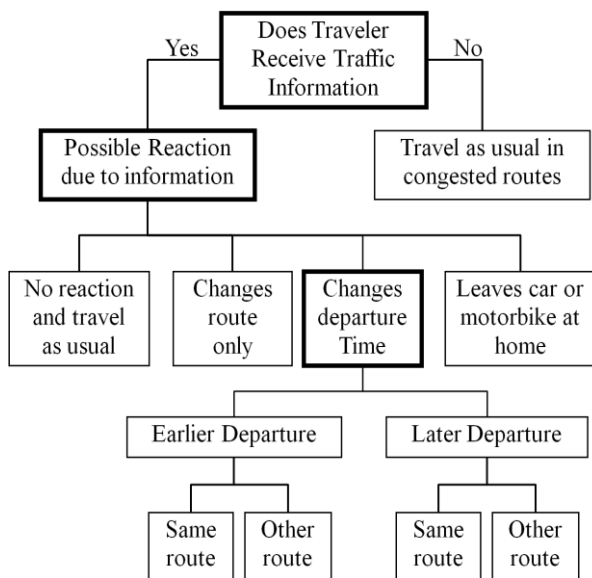 Does Traveler
Receive Traffic
Information
Yes
No
Possible Reaction
due to information
Travel as usual in
congested routes
No reaction
and travel
as usual
Changes
route
only
Changes
departure
Time
Leaves car or
motorbike at
home
Earlier Departure
Later Departure
Same
route
Other
route
Same
route
Other
route